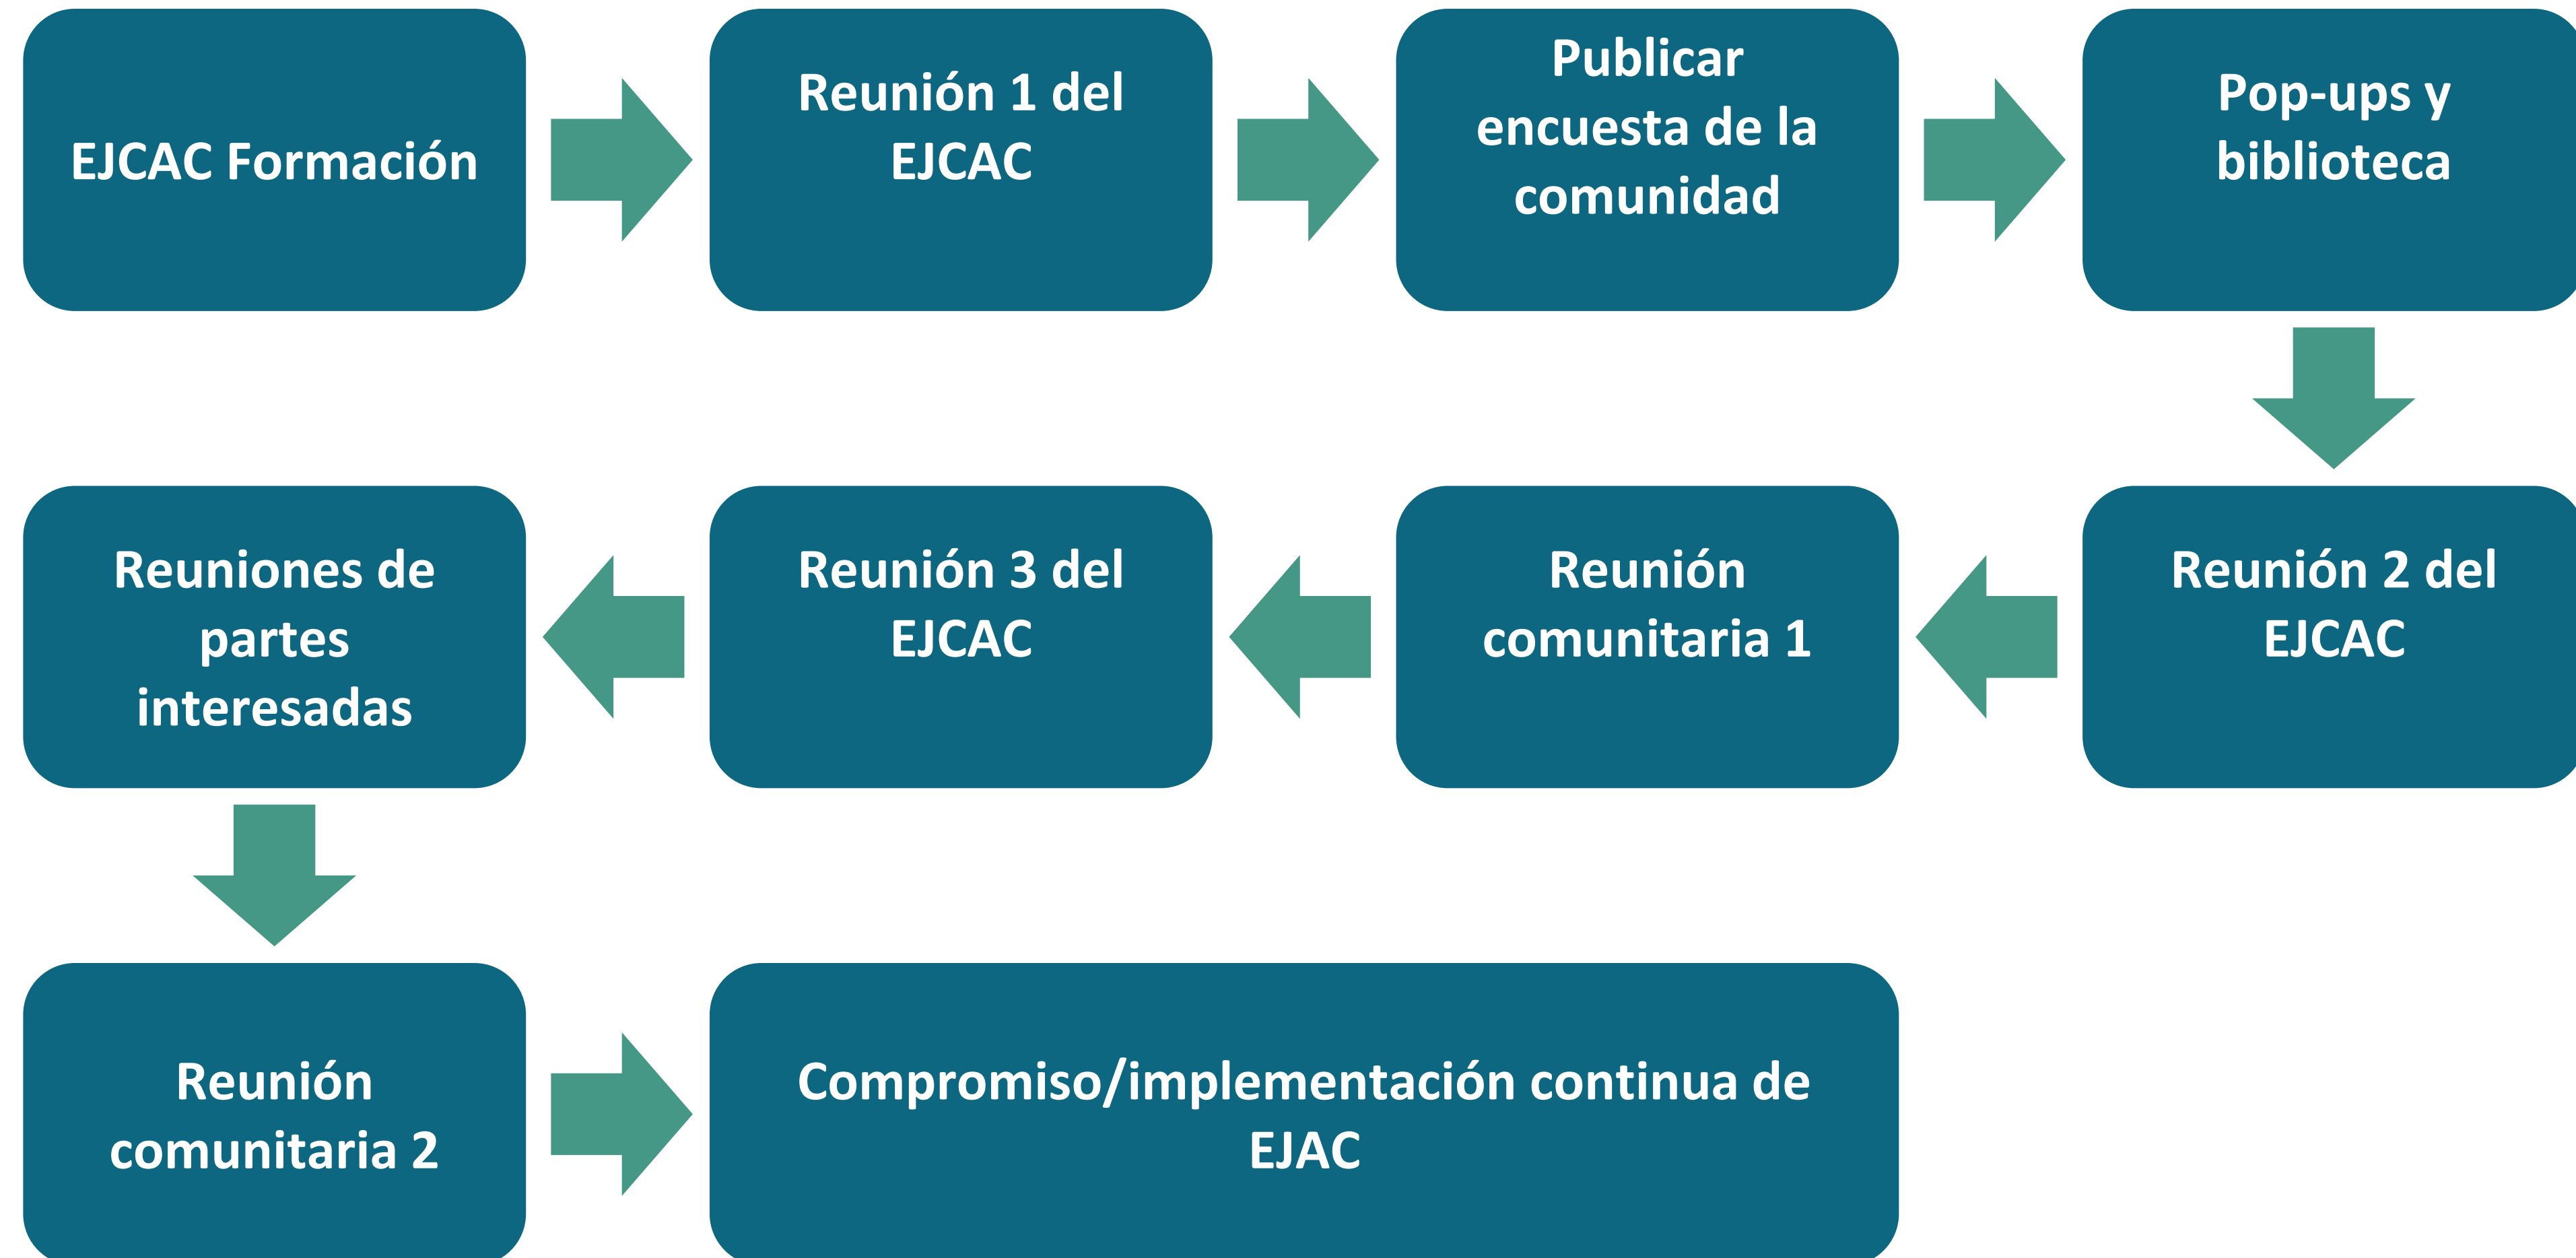 EJCAC Formación
Reunión 1 del
EJCAC
Publicar
encuesta de la
comunidad
Pop-ups y
biblioteca
Reunión 2 del
EJCAC
Reunión
comunitaria 1
Reunión 3 del
EJCAC
Reuniones de
partes
interesadas
Reunión
comunitaria 2
Compromiso/implementación continua de
EJAC